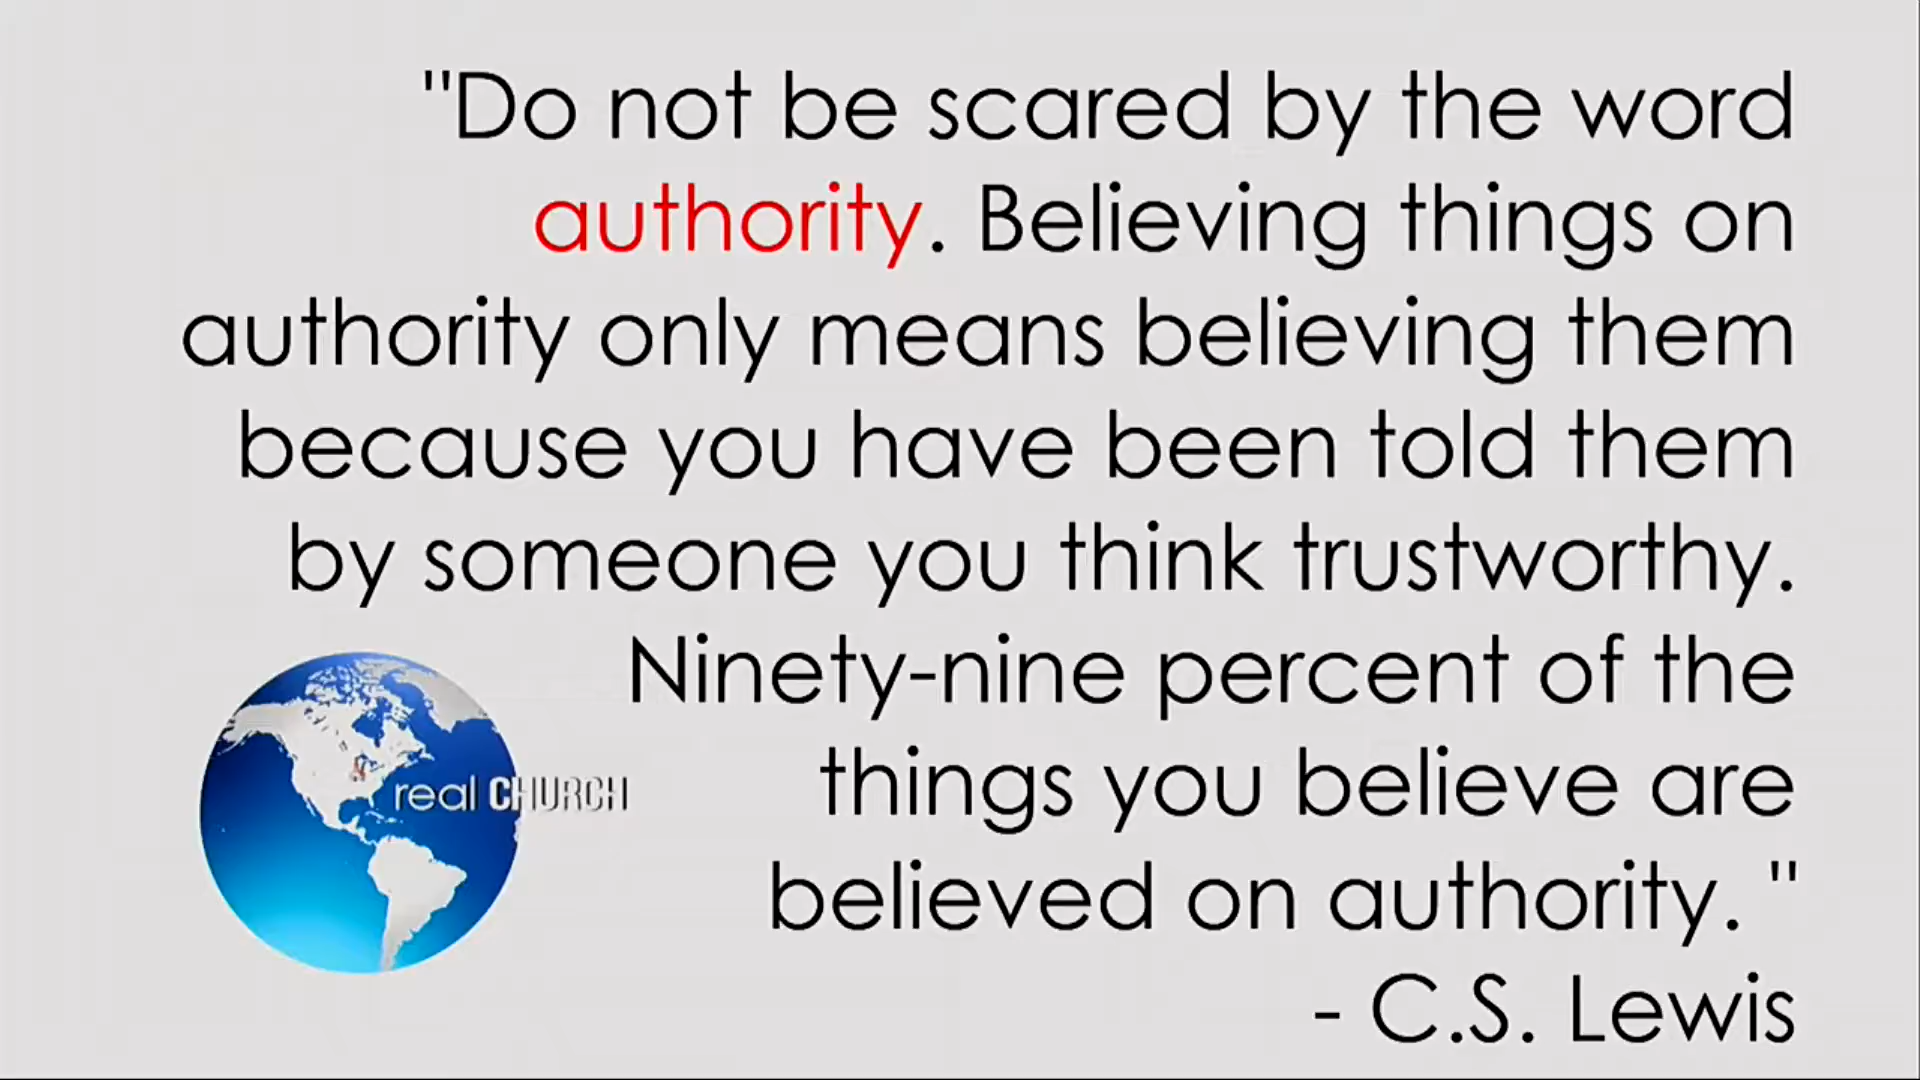 "Do not be scared by the word
authority. Believing things on
authority only means believing them
because you have been told them
by someone you think trustworthy.
Ninety-nine percent of the
things you believe are
believed on authority. "
- C.S. Lewis
real CHURCH